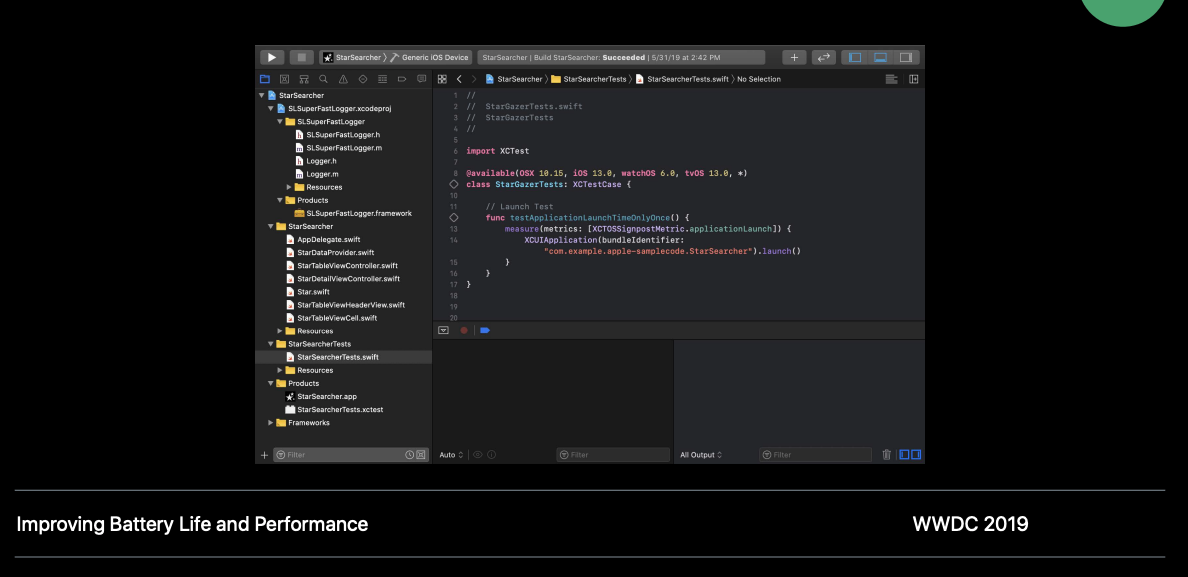 StarSearcher Generic iOS Device
StarSearcher | Build StarSearcher: Succeeded | 5/31/19 at 2:42 PM
StarSearcher
SLSuperFastLogger.xcodeproj
SLSuperFastLogger
SLSuperFastLogger.h
SLSuperFastLogger.m
Logger.h
Logger.m
Resources
Products
SLSuperFastLogger.framework
StarSearcher
AppDelegate.swift
StarDataProvider.swift
StarTableViewController.swift
StarDetailViewController.swift
Star.swift
StarTableViewHeaderView.swift
StarTableViewCell.swift
Resources
StarSearcherTests
StarSearcherTests.swift
Resources
Products
StarSearcher.app
StarSearcherTests.xctest
Frameworks
Filter
StarSearcher StarSearcherTests StarSearcherTests.swift No Selection
1 //
2 // StarGazerTests.swift
3 // StarGazerTests
4 //
5
6 import XCTest
7
8 @available(OSX 10.15, iOS 13.0, watchOS 6.0, tvOS 13.0, *)
class StarGazerTests: XCTestCase {
10
11 // Launch Test
func testApplicationLaunchTimeOnlyOnce() {
13 measure(metrics: [XCTOSSignpostMetric.applicationLaunch]) {
14 XCUIApplication(bundleIdentifier:
"com.example.apple-samplecode.StarSearcher").launch()
15 }
16 }
17 }
18
19
20
Auto Filter
All Output Filter
Improving Battery Life and Performance
WWDC 2019